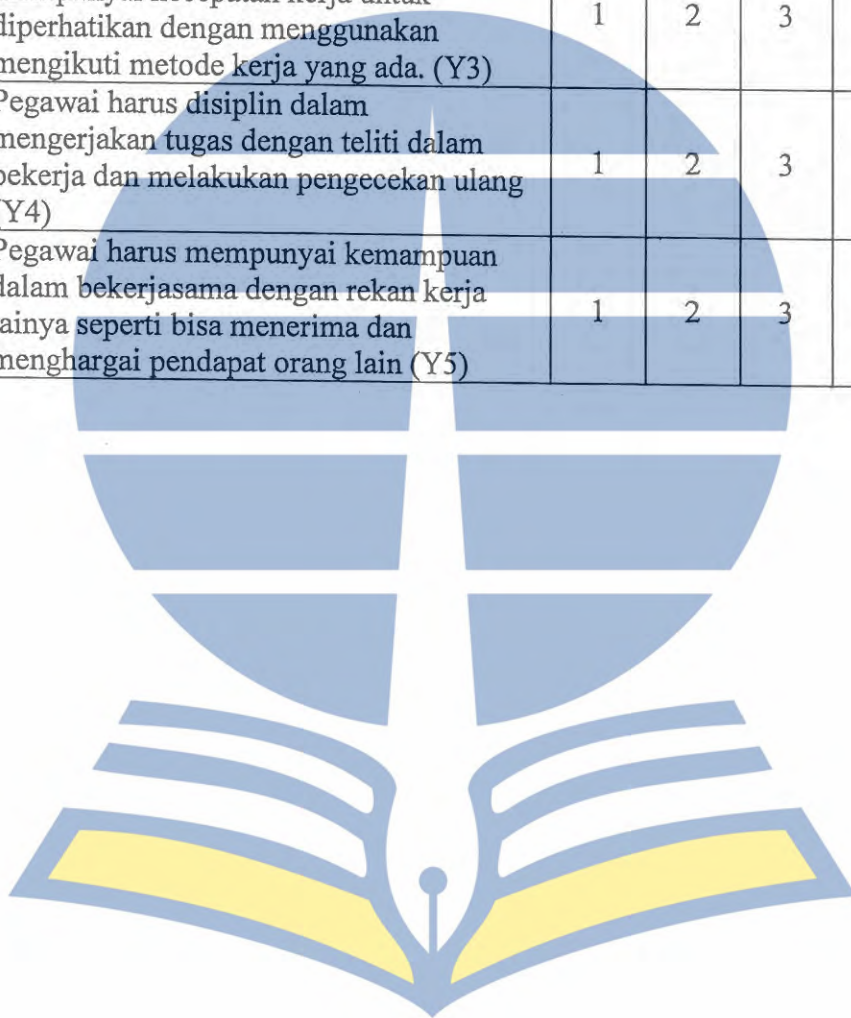 diperhatikan dengan menggunakan
mengikuti metode kerja yang ada. (Y3)
1 2 3
Pegawai harus disiplin dalam
mengerjakan tugas dengan teliti dalam
bekerja dan melakukan pengecekan ulang
(Y4)
1 2 3
Pegawai harus mempunyai kemampuan
dalam bekerjasama dengan rekan kerja
lainya seperti bisa menerima dan
menghargai pendapat orang lain (Y5)
1 2 3